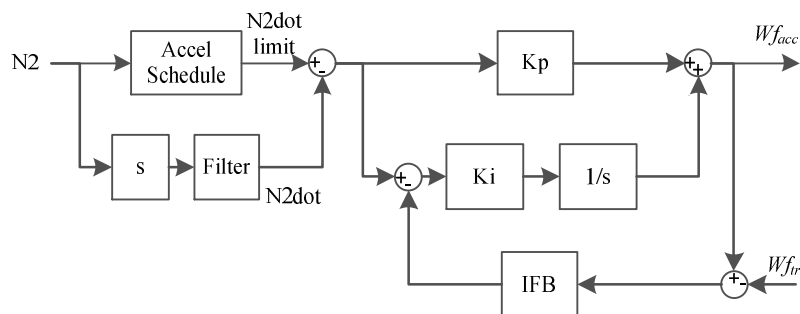 N2dot
limit
Wf_acc
N2
Accel
Schedule
+
-
Kp
+
+
s
Filter
N2dot
+
-
Ki
1/s
IFB
+
-
Wf_tr